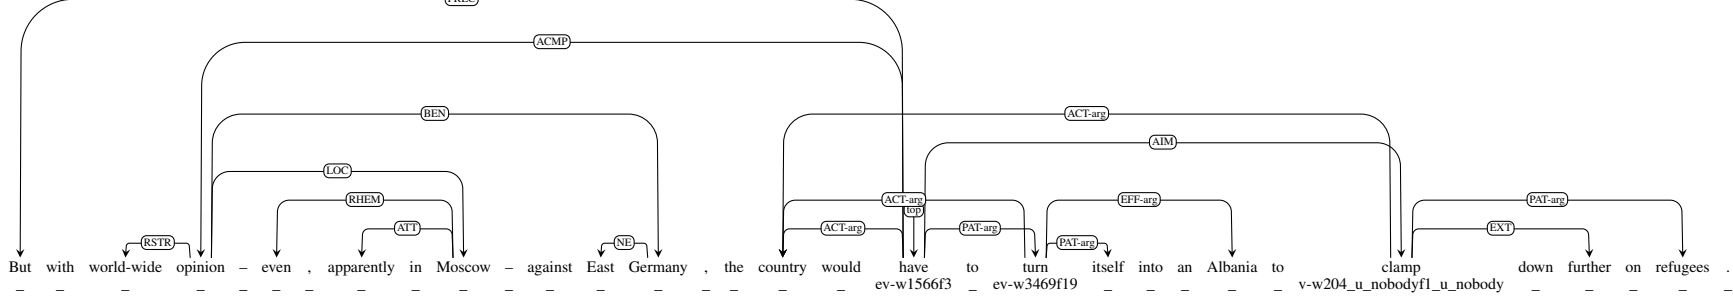 PREC
ACMP
BEN ACT-arg
AIM
LOC
RHEM ACT-arg EFF-arg PAT-arg
top
ATT ACT-arg PAT-arg EXT
RSTR NE PAT-arg
But with world-wide opinion – even , apparently in Moscow – against East Germany , the country would have to turn itself into an Albania to clamp down further on refugees .
_ _ _ _ _ _ _ _ _ _ _ _ _ _ _ _ _ _ ev-w1566f3 _ ev-w3469f19 _ _ _ _ _ v-w204_u_nobodyf1_u_nobody _ _ _ _ _